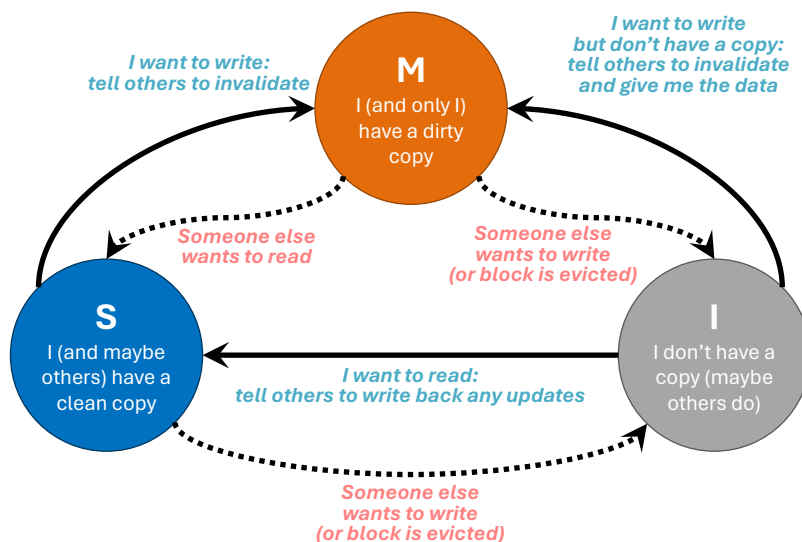 I want to write:
tell others to invalidate
M
I (and only I)
have a dirty
copy
I want to write
but don't have a copy:
tell others to invalidate
and give me the data
Someone else
wants to read
Someone else
wants to write
(or block is evicted)
S
I (and maybe
others) have a
clean copy
I want to read:
tell others to write back any updates
I
I don't have a
copy (maybe
others do)
Someone else
wants to write
(or block is evicted)